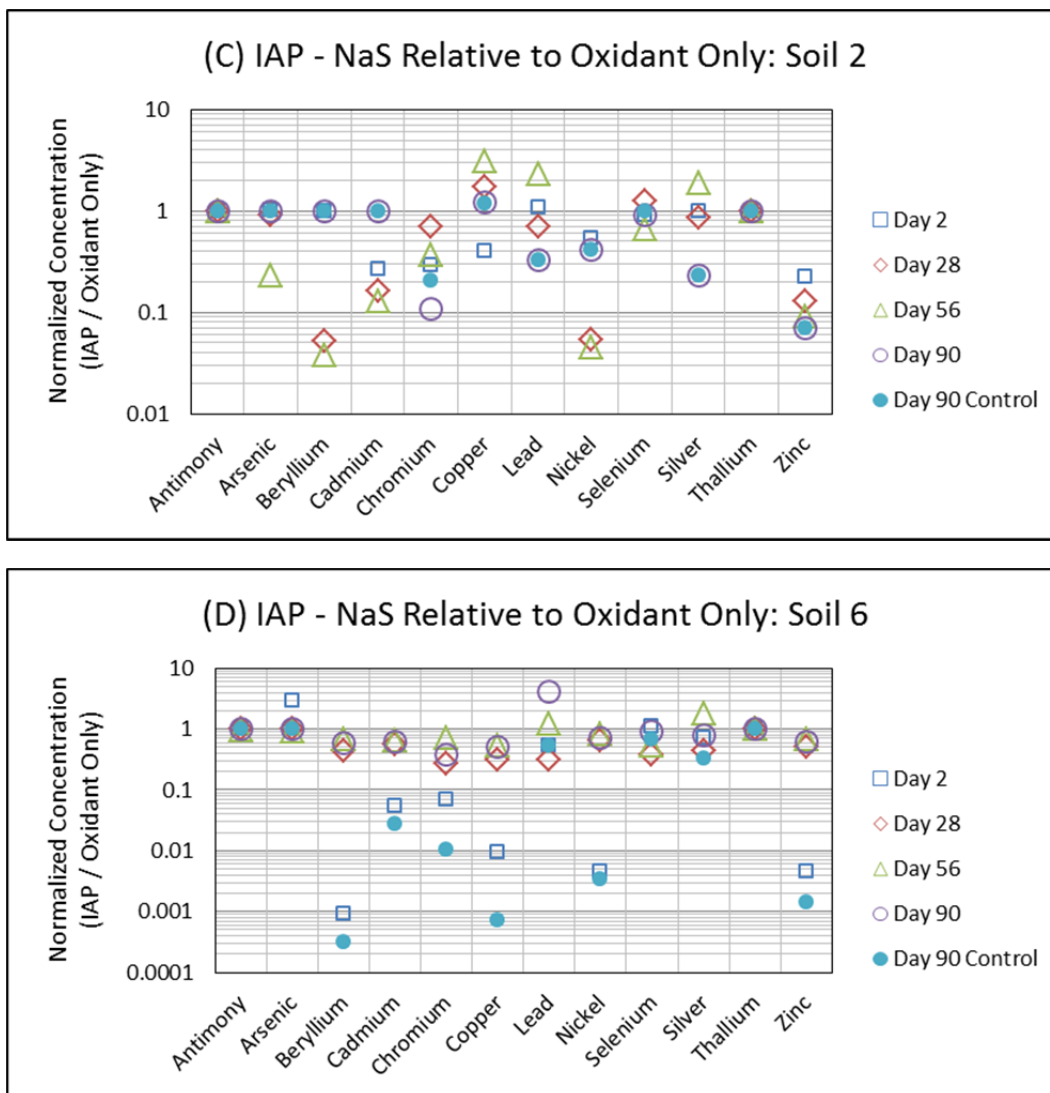 (C) IAP - NaS Relative to Oxidant Only: Soil 2
Normalized Concentration
(IAP / Oxidant Only)
10
1
0.1
0.01
Antimony
Arsenic
Beryllium
Cadmium
Chromium
Copper
Lead
Nickel
Selenium
Silver
Thallium
Zinc
Day 2
Day 28
Day 56
Day 90
Day 90 Control
(D) IAP - NaS Relative to Oxidant Only: Soil 6
Normalized Concentration
(IAP / Oxidant Only)
10
1
0.1
0.01
0.001
0.0001
Antimony
Arsenic
Beryllium
Cadmium
Chromium
Copper
Lead
Nickel
Selenium
Silver
Thallium
Zinc
Day 2
Day 28
Day 56
Day 90
Day 90 Control